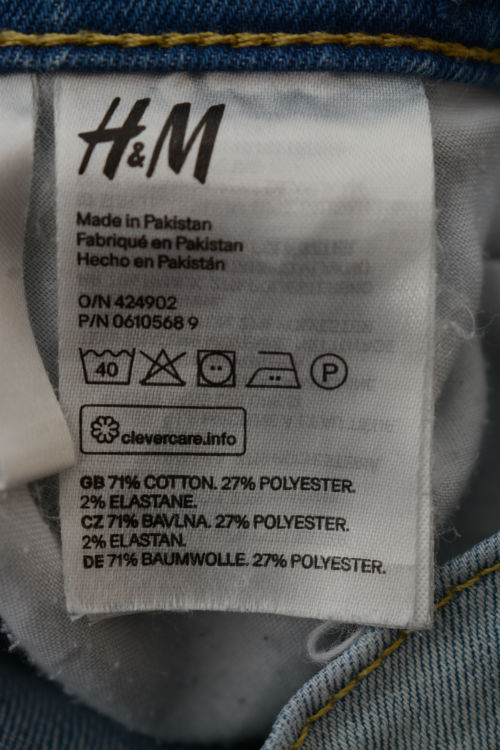 H&M
Made in Pakistan
Fabriqué en Pakistan
Hecho en Pakistán
O/N 424902
P/N 0610568 9
40 P
clevercare.info
GB 71% COTTON. 27% POLYESTER.
2% ELASTANE.
CZ 71% BAVLNA. 27% POLYESTER.
2% ELASTAN.
DE 71% BAUMWOLLE. 27% POLYESTER.